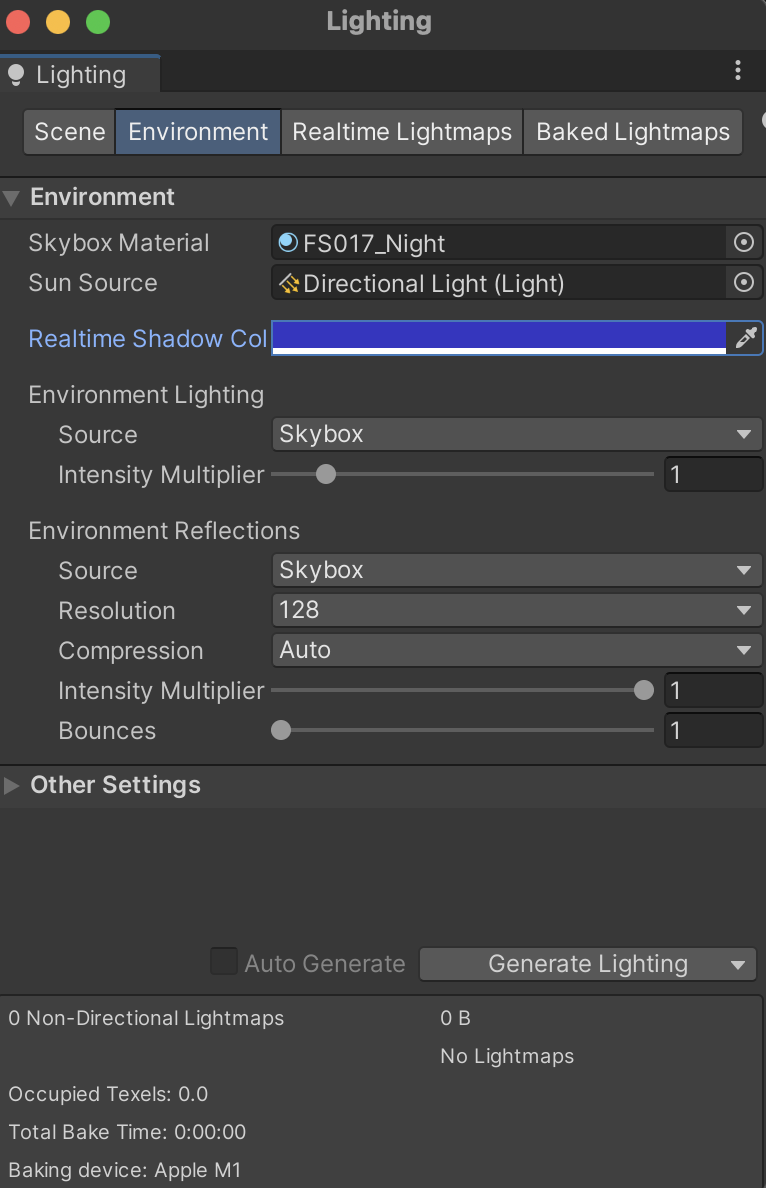 Lighting
Lighting
Scene Environment Realtime Lightmaps Baked Lightmaps
Environment
Skybox Material FS017_Night
Sun Source Directional Light (Light)
Realtime Shadow Col
Environment Lighting
Source Skybox
Intensity Multiplier 1
Environment Reflections
Source Skybox
Resolution 128
Compression Auto
Intensity Multiplier 1
Bounces 1
Other Settings
Auto Generate Generate Lighting
0 Non-Directional Lightmaps 0 B
No Lightmaps
Occupied Texels: 0.0
Total Bake Time: 0:00:00
Baking device: Apple M1